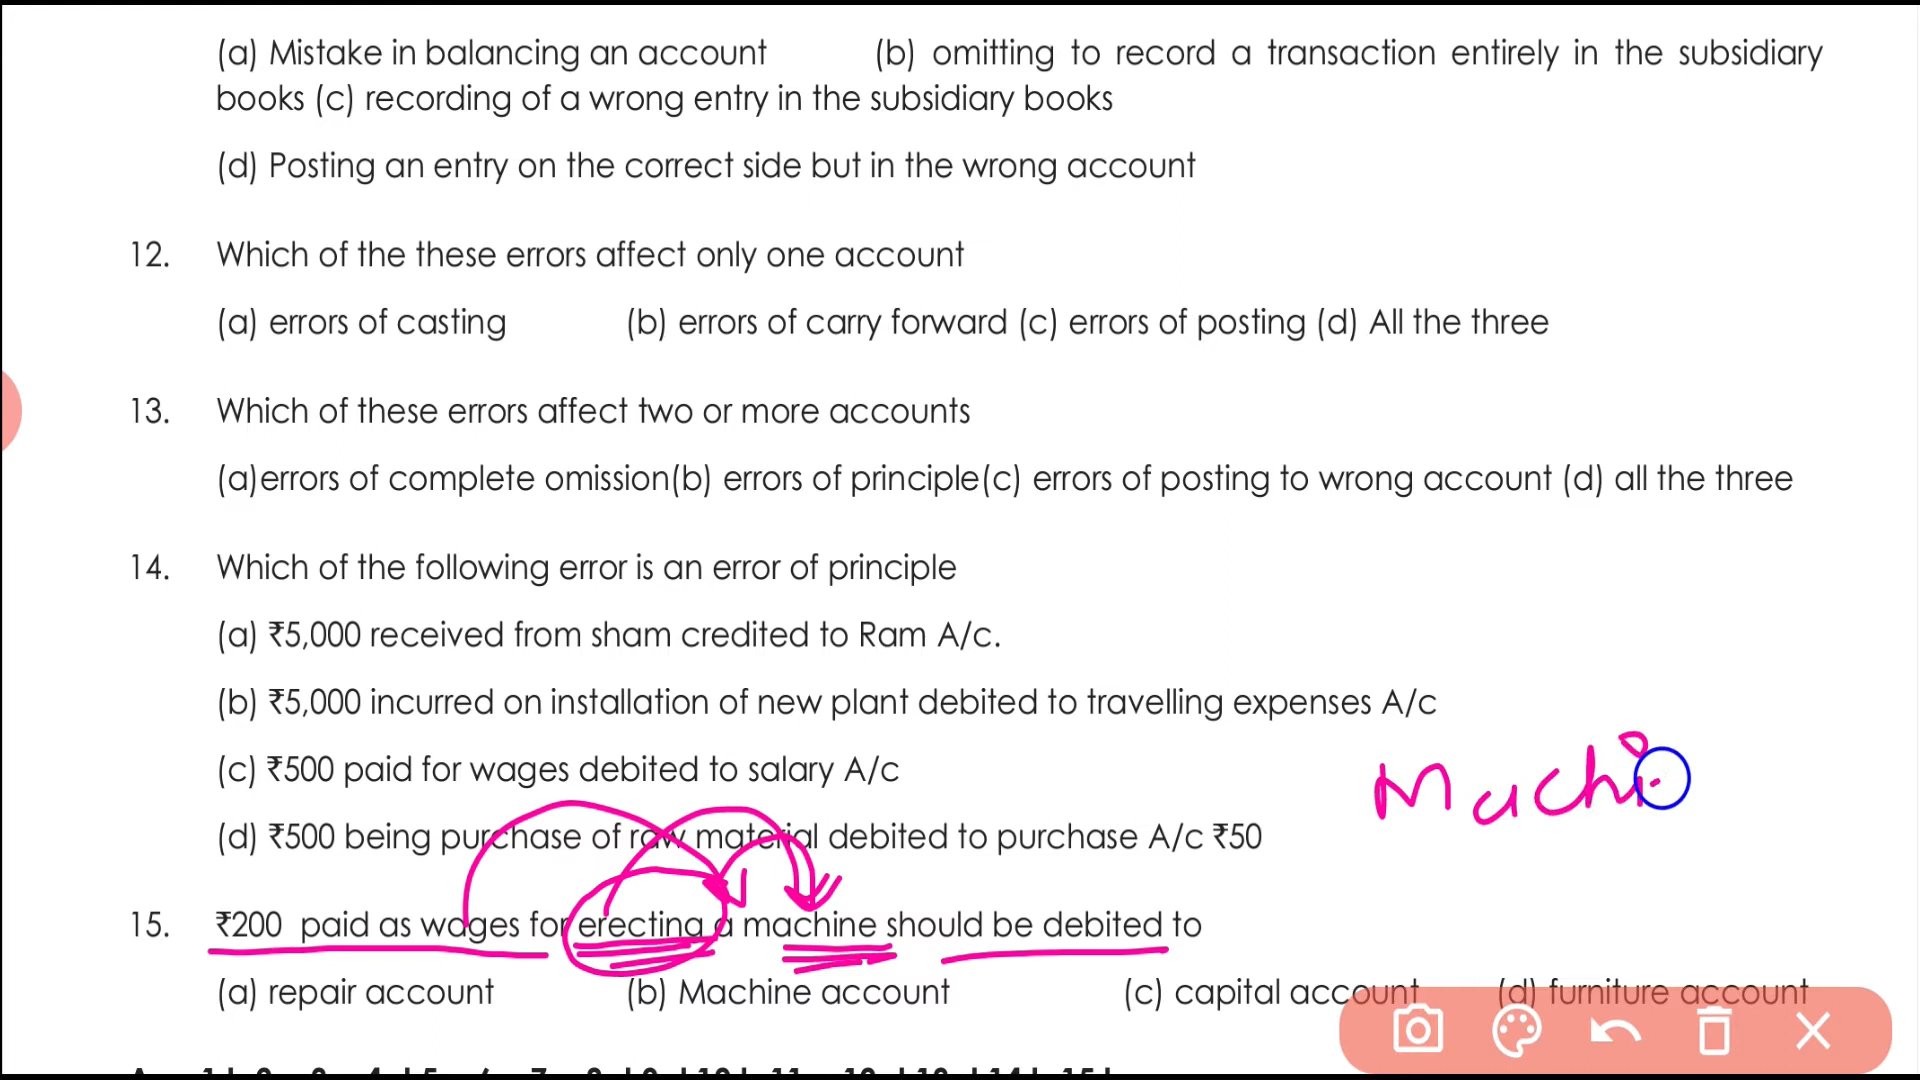 (a) Mistake in balancing an account (b) omitting to record a transaction entirely in the subsidiary
books (c) recording of a wrong entry in the subsidiary books
(d) Posting an entry on the correct side but in the wrong account
12. Which of the these errors affect only one account
(a) errors of casting (b) errors of carry forward (c) errors of posting (d) All the three
13. Which of these errors affect two or more accounts
(a)errors of complete omission(b) errors of principle(c) errors of posting to wrong account (d) all the three
14. Which of the following error is an error of principle
(a) ₹5,000 received from sham credited to Ram A/c.
(b) ₹5,000 incurred on installation of new plant debited to travelling expenses A/c
(c) ₹500 paid for wages debited to salary A/c
Machi
(d) ₹500 being purchase of raw material debited to purchase A/c ₹50
15. ₹200 paid as wages for erecting a machine should be debited to
(a) repair account (b) Machine account (c) capital account (d) furniture account